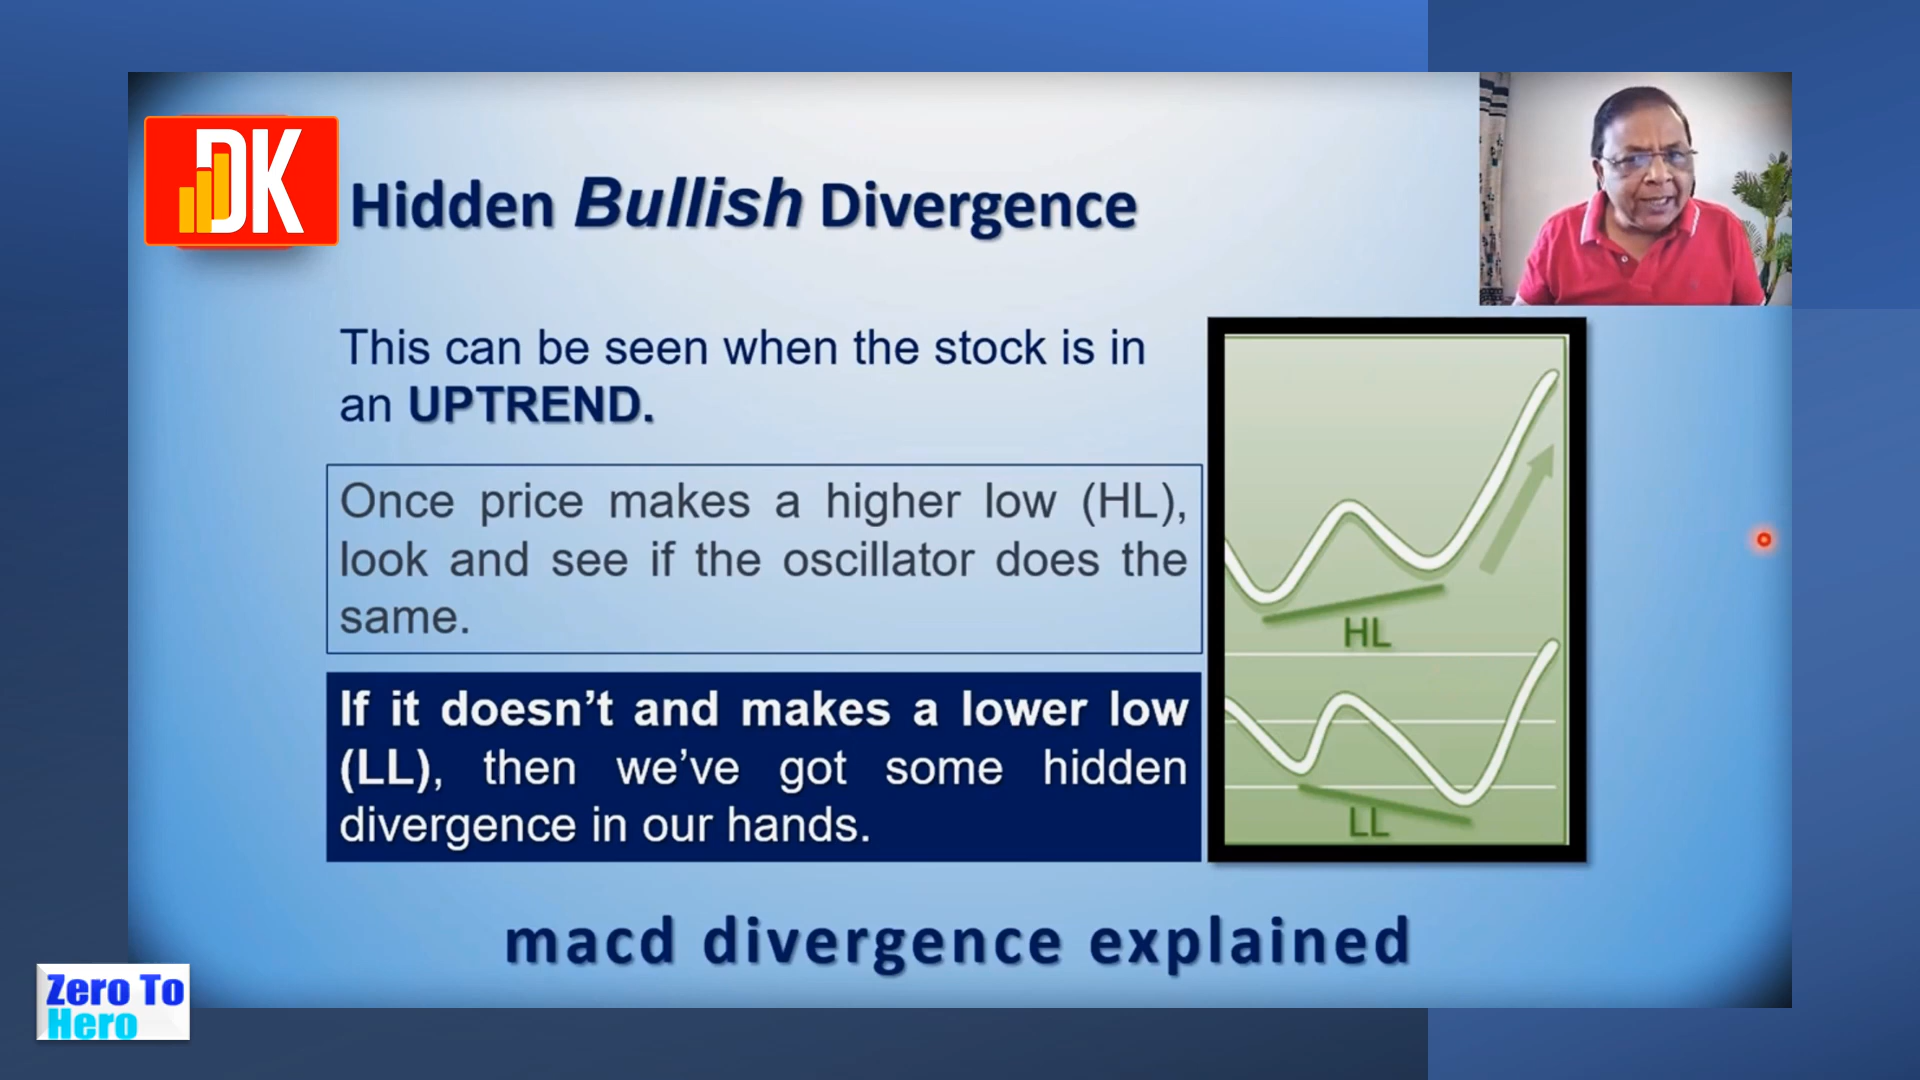 DK
Hidden Bullish Divergence
This can be seen when the stock is in
an UPTREND.
Once price makes a higher low (HL),
look and see if the oscillator does the
same.
If it doesn’t and makes a lower low
(LL), then we’ve got some hidden
divergence in our hands.
HL
LL
macd divergence explained
Zero To
Hero